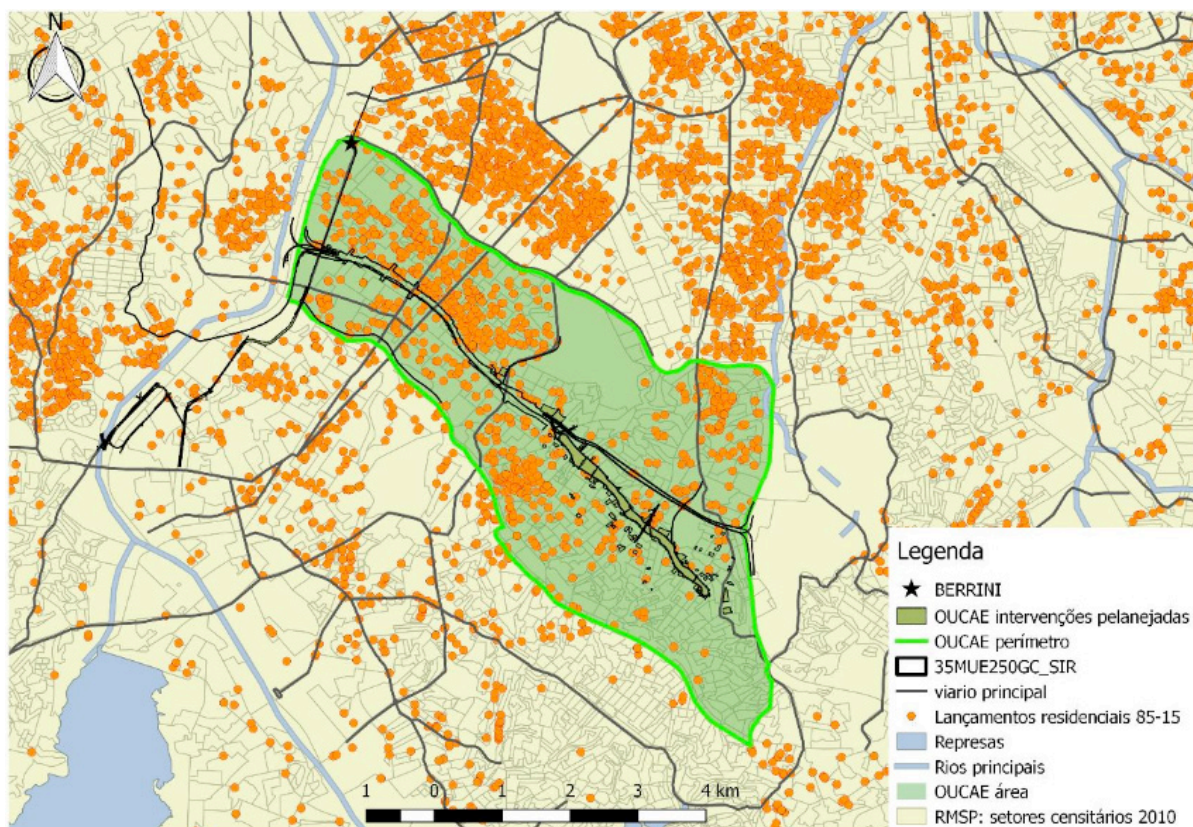 N
Legenda
BERRINI
OUCAE intervenções pelanejadas
OUCAE perímetro
35MUE250GC_SIR
viario principal
Lançamentos residenciais 85-15
Represas
Rios principais
OUCAE área
RMSP: setores censitários 2010
1 0 1 2 3 4 km